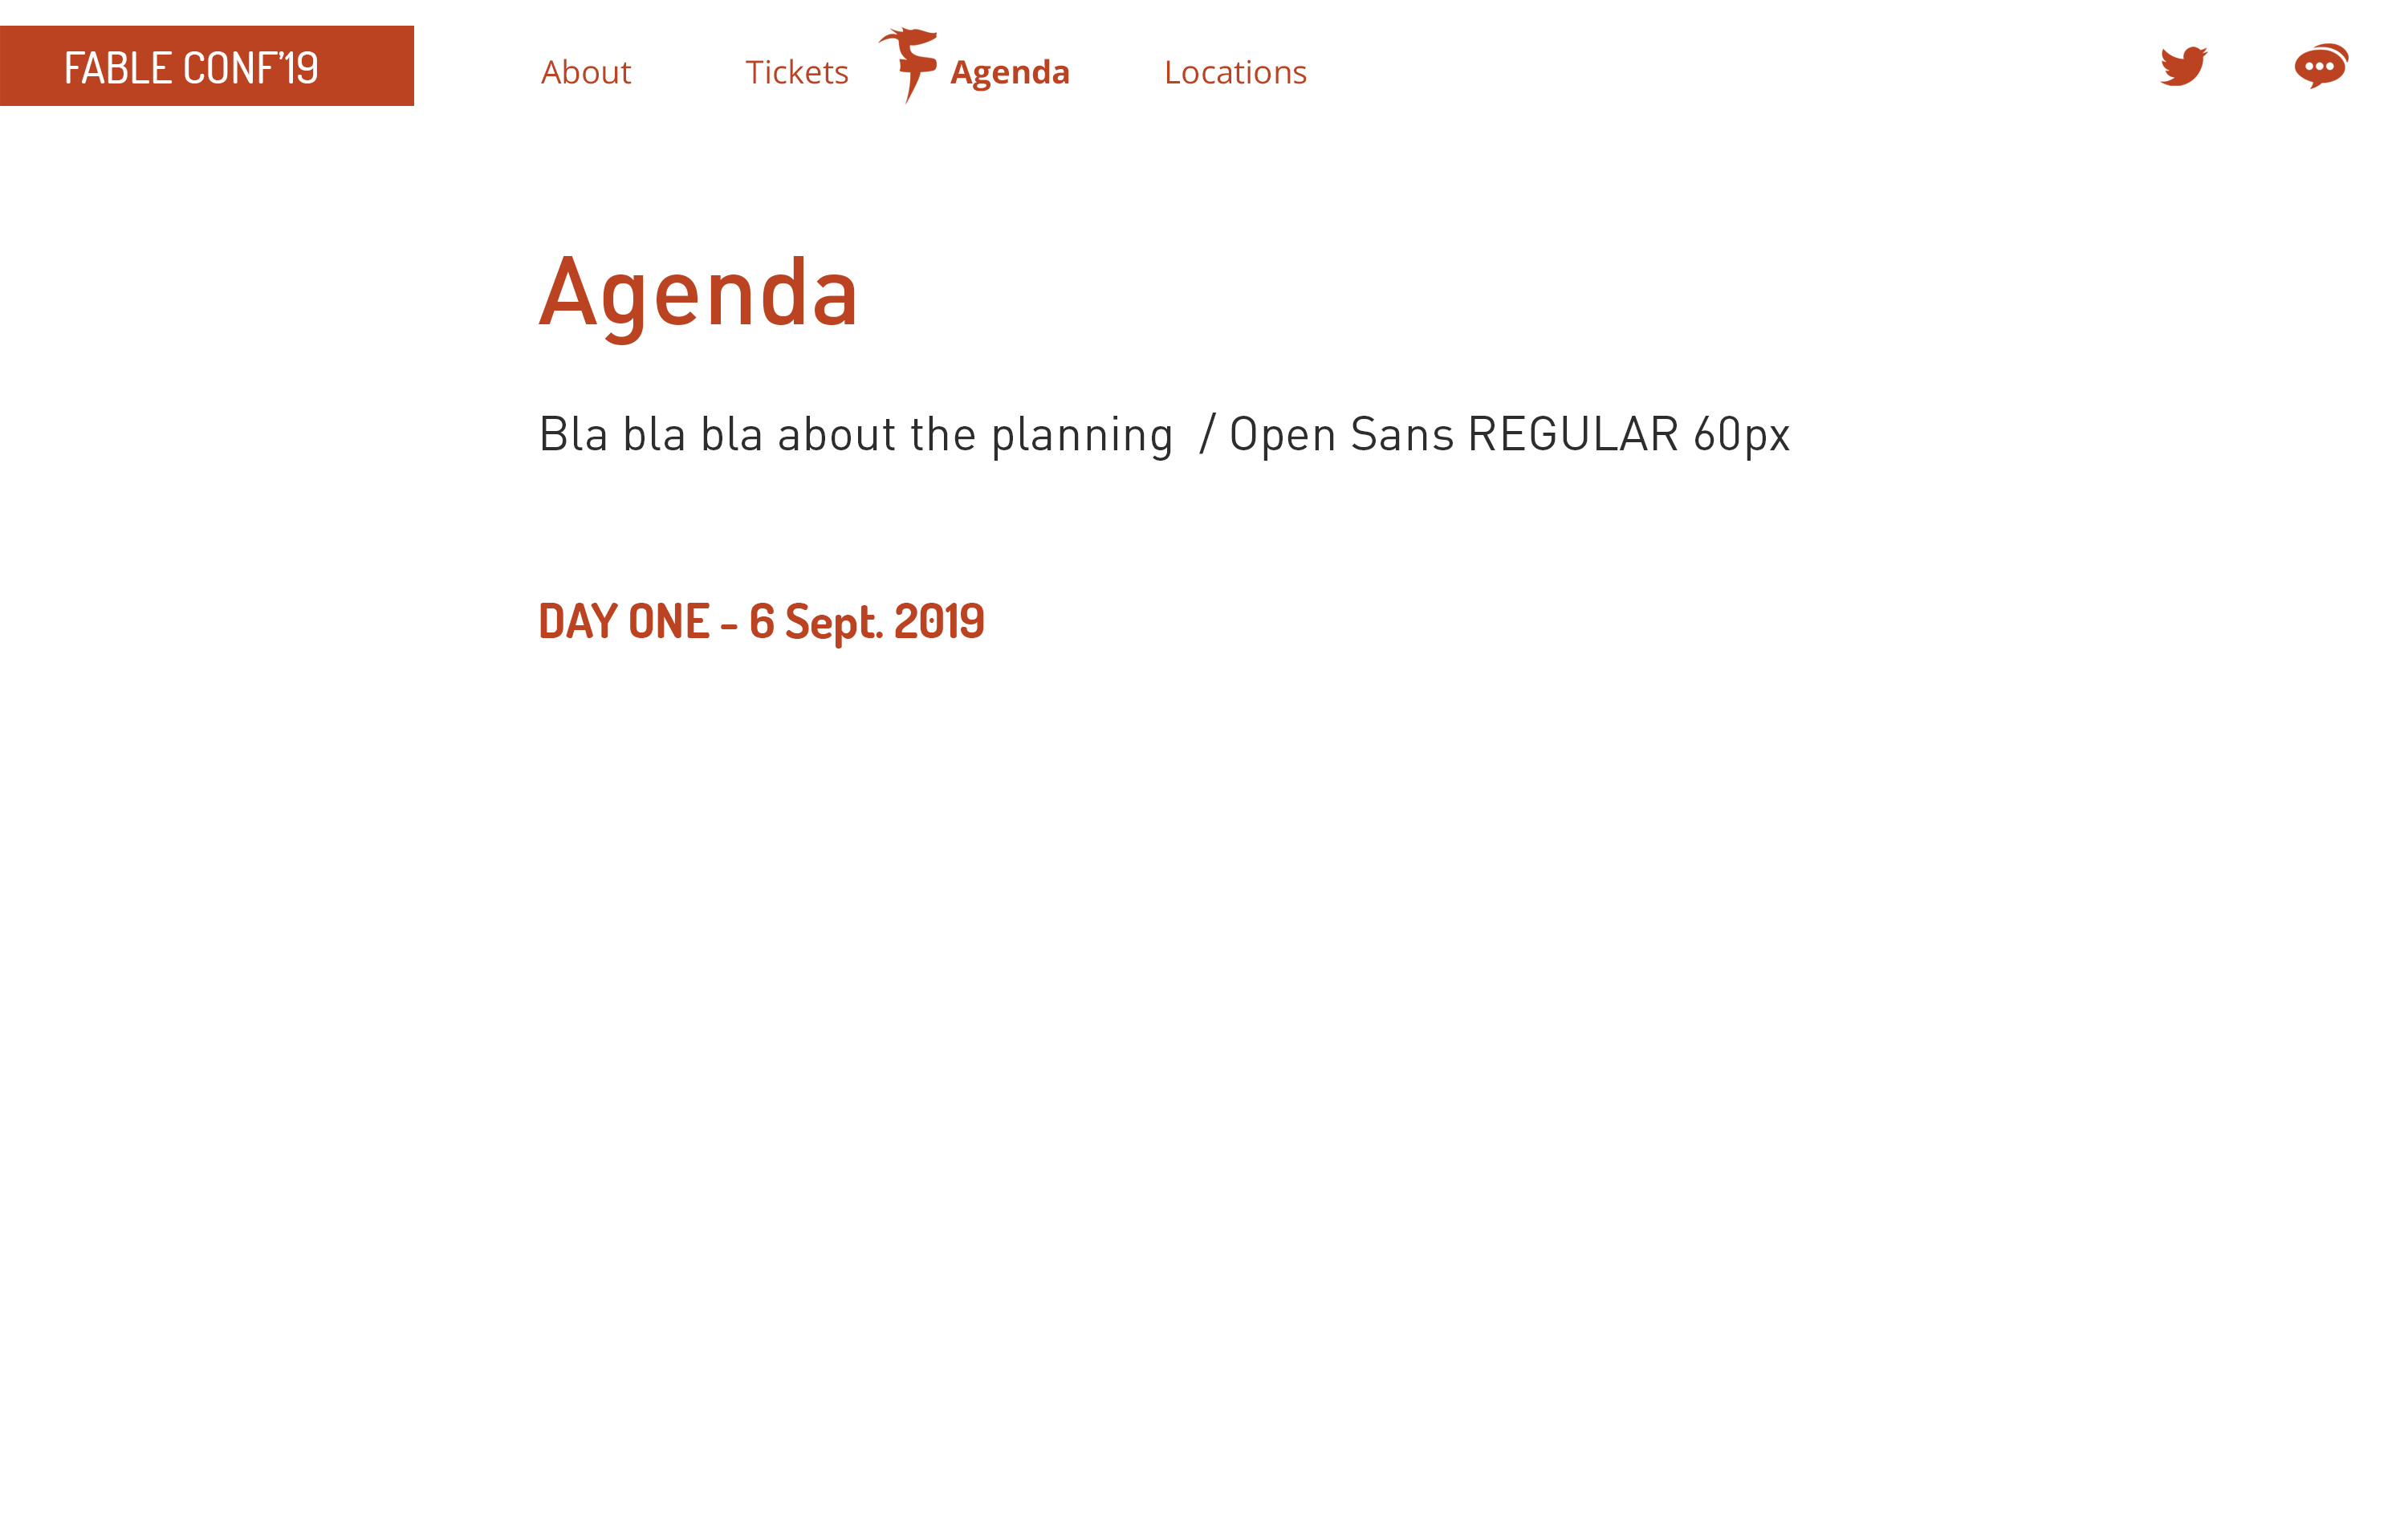 FABLE CONF'19
About Tickets Agenda Locations
Agenda
Bla bla bla about the planning / Open Sans REGULAR 60px
DAY ONE - 6 Sept. 2019